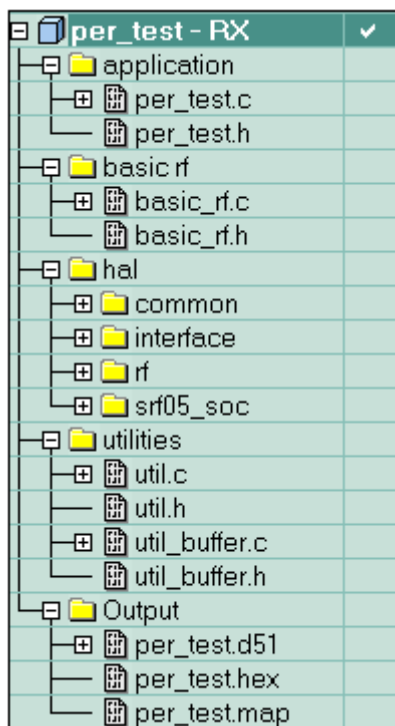 per_test - RX
application
per_test.c
per_test.h
basic rf
basic_rf.c
basic_rf.h
hal
common
interface
rf
srf05_soc
utilities
util.c
util.h
util_buffer.c
util_buffer.h
Output
per_test.d51
per_test.hex
per_test.map